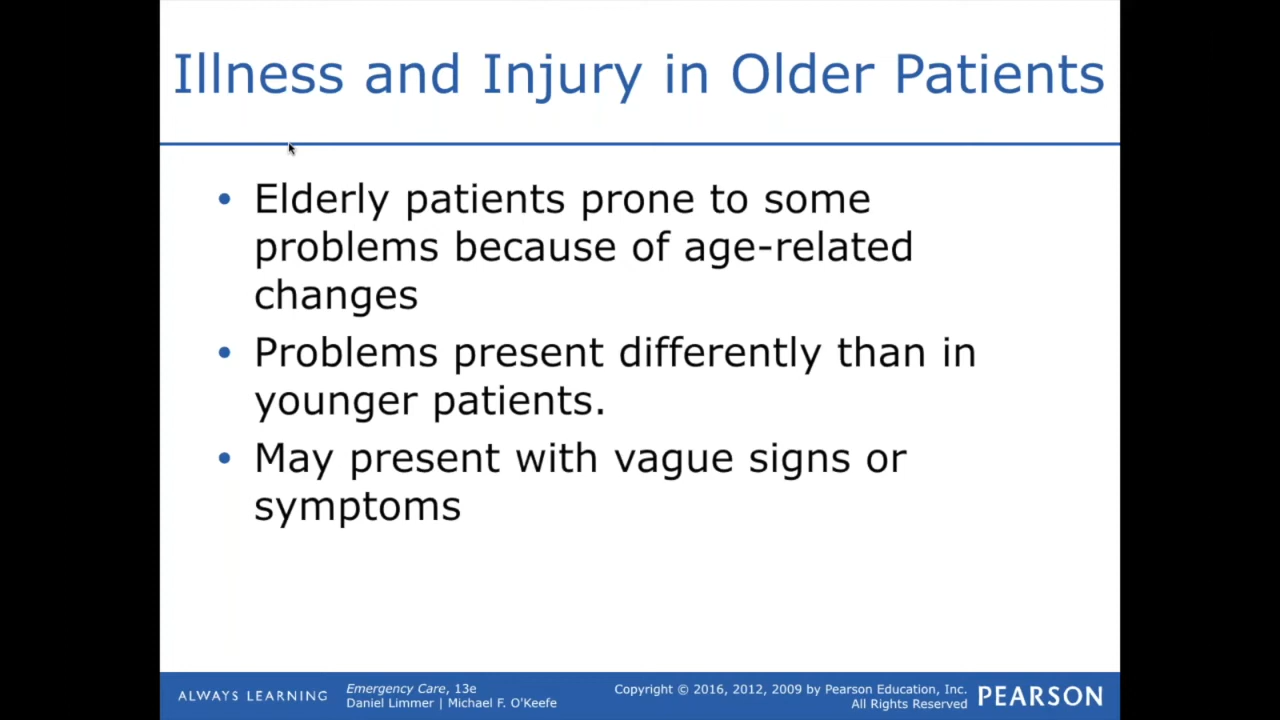 Illness and Injury in Older Patients
• Elderly patients prone to some
problems because of age-related
changes
• Problems present differently than in
younger patients.
• May present with vague signs or
symptoms
ALWAYS LEARNING
Emergency Care, 13e
Daniel Limmer | Michael F. O'Keefe
Copyright © 2016, 2012, 2009 by Pearson Education, Inc.
All Rights Reserved
PEARSON